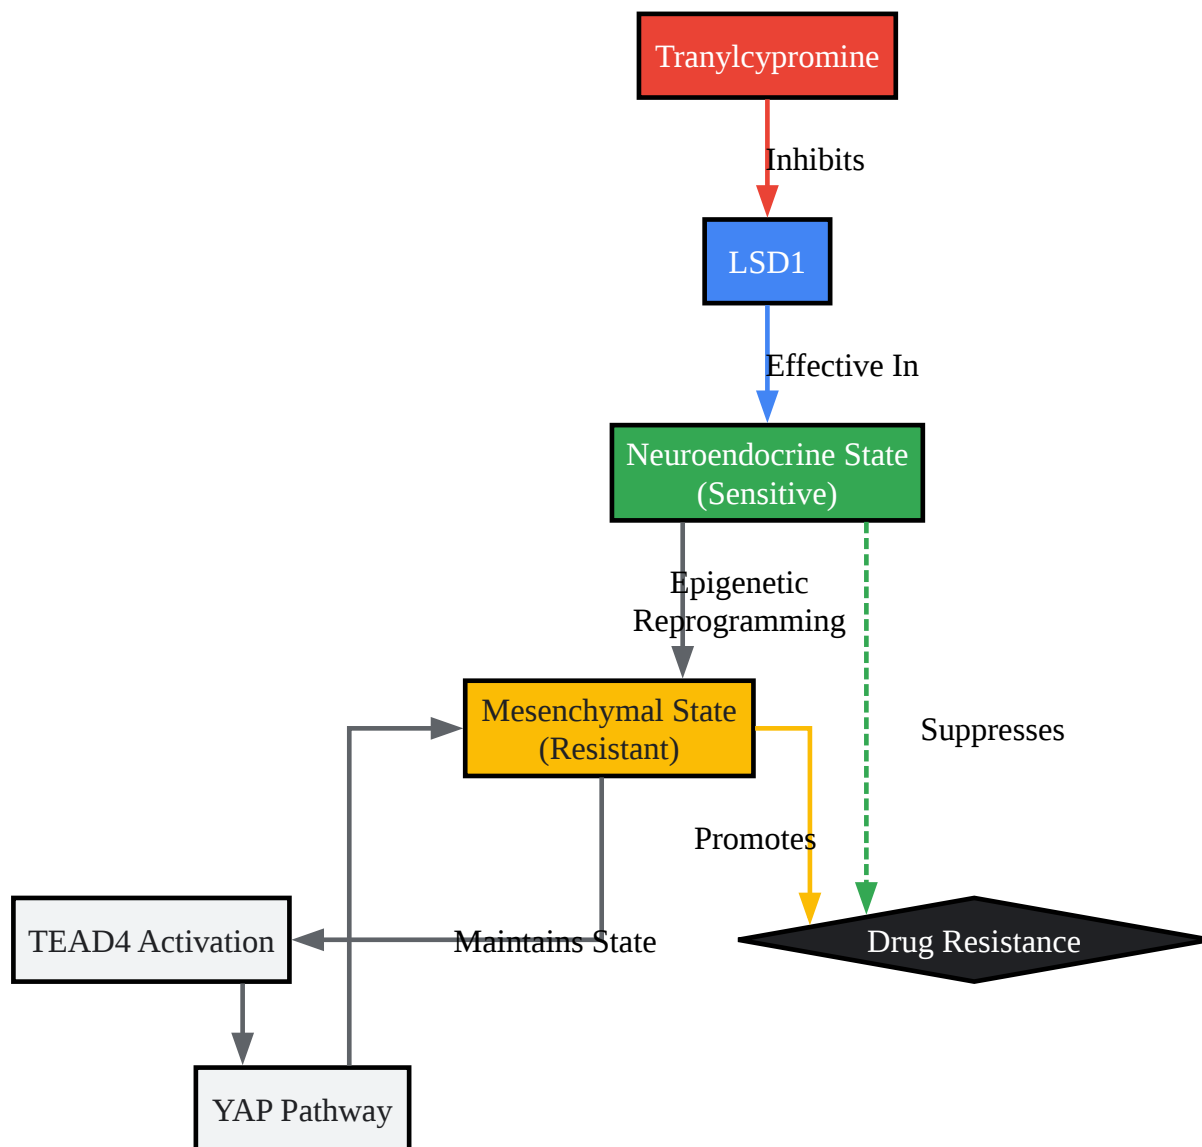 Tranylcypromine
Inhibits
LSD1
Effective In
Neuroendocrine State
(Sensitive)
Epigenetic
Reprogramming
Mesenchymal State
(Resistant)
Suppresses
Promotes
TEAD4 Activation
Maintains State
Drug Resistance
YAP Pathway